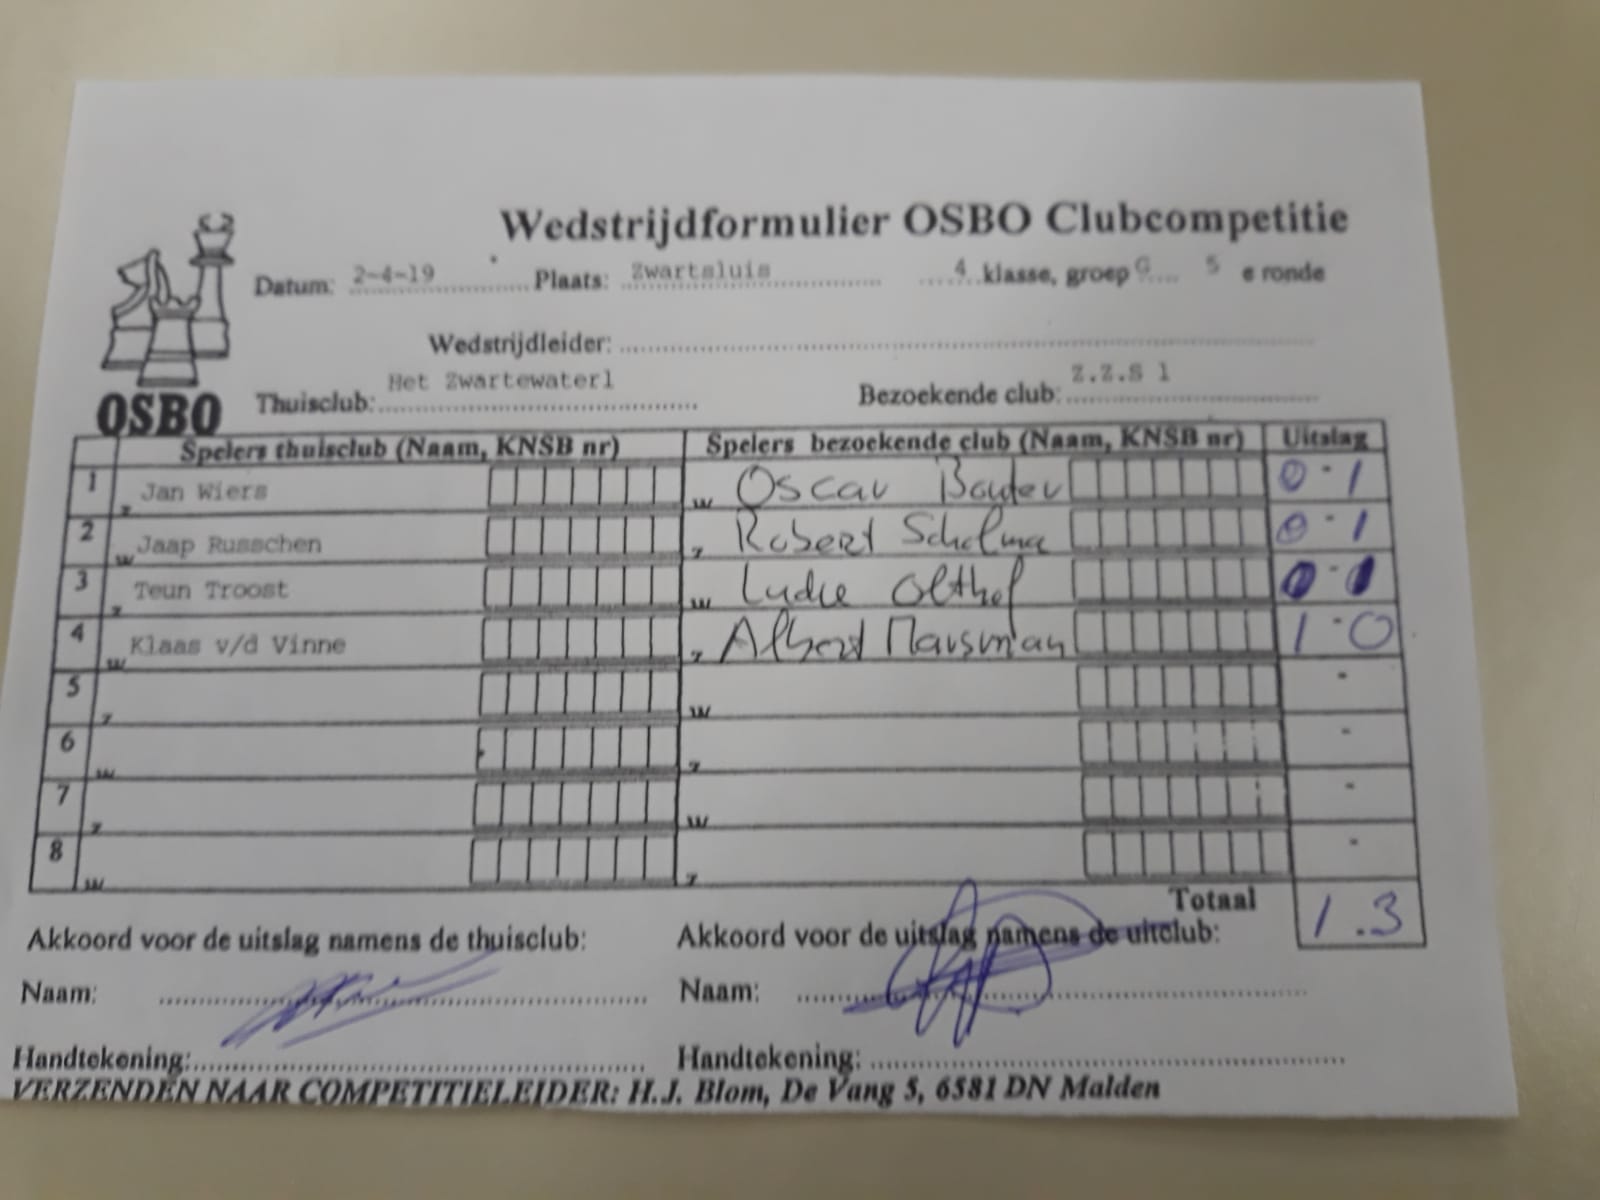 Wedstrijdformulier OSBO Clubcompetitie
Datum: 2-4-19 Plaats: Zwartsluis 4 klasse, groep G 5 e ronde
Wedstrijdleider:
Thuisclub: Het Zwartewater1 Bezoekende club: Z.Z.S 1
OSBO
Spelers thuisclub (Naam, KNSB nr) Spelers bezoekende club (Naam, KNSB nr) Uitslag
1 z Jan Wiers w Oscar 0-1
2 w Jaap Russchen z Robert Scholma 0-1
3 z Teun Troost w Ludie Olthof 0-1
4 w Klaas v/d Vinne z Albert Marsman 1-0
5 z w -
6 w z -
7 z w -
8 w z -
Totaal 1.3
Akkoord voor de uitslag namens de thuisclub: Akkoord voor de uitslag namens de uitclub:
Naam: Naam:
Handtekening: Handtekening:
VERZENDEN NAAR COMPETITIELEIDER: H.J. Blom, De Vang 5, 6581 DN Malden